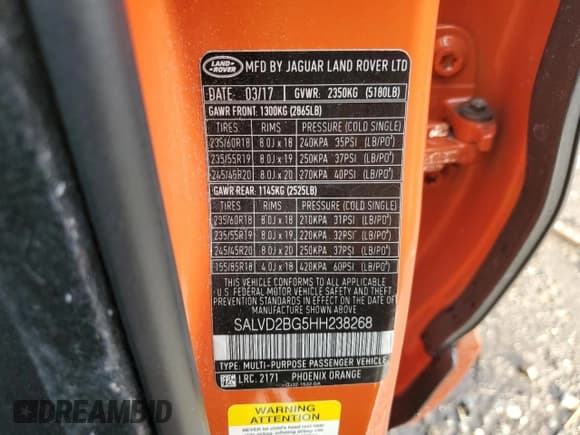 LAND
ROVER
MFD BY JAGUAR LAND ROVER LTD
DATE: 03/17 GVWR: 2350KG (5180LB)
GAWR FRONT: 1300KG (2865LB)
TIRES RIMS PRESSURE (COLD SINGLE)
235/60R18 8.0J x 18 240KPA 35PSI (LB/PO²)
235/55R19 8.0J x 19 250KPA 37PSI (LB/PO²)
245/45R20 8.0J x 20 270KPA 40PSI (LB/PO²)
GAWR REAR: 1145KG (2525LB)
TIRES RIMS PRESSURE (COLD SINGLE)
235/60R18 8.0J x 18 210KPA 31PSI (LB/PO²)
235/55R19 8.0J x 19 220KPA 32PSI (LB/PO²)
245/45R20 8.0J x 20 250KPA 37PSI (LB/PO²)
155/85R18 4.0J x 18 420KPA 60PSI (LB/PO²)
THIS VEHICLE CONFORMS TO ALL APPLICABLE
U.S. FEDERAL MOTOR VEHICLE SAFETY AND THEFT
PREVENTION STANDARDS IN EFFECT ON THE DATE OF
MANUFACTURE SHOWN ABOVE
SALVD2BG5HH238268
TYPE: MULTI-PURPOSE PASSENGER VEHICLE
LRC. 2171 PHOENIX ORANGE
WARNING
ATTENTION
NEVER
DREAMBID